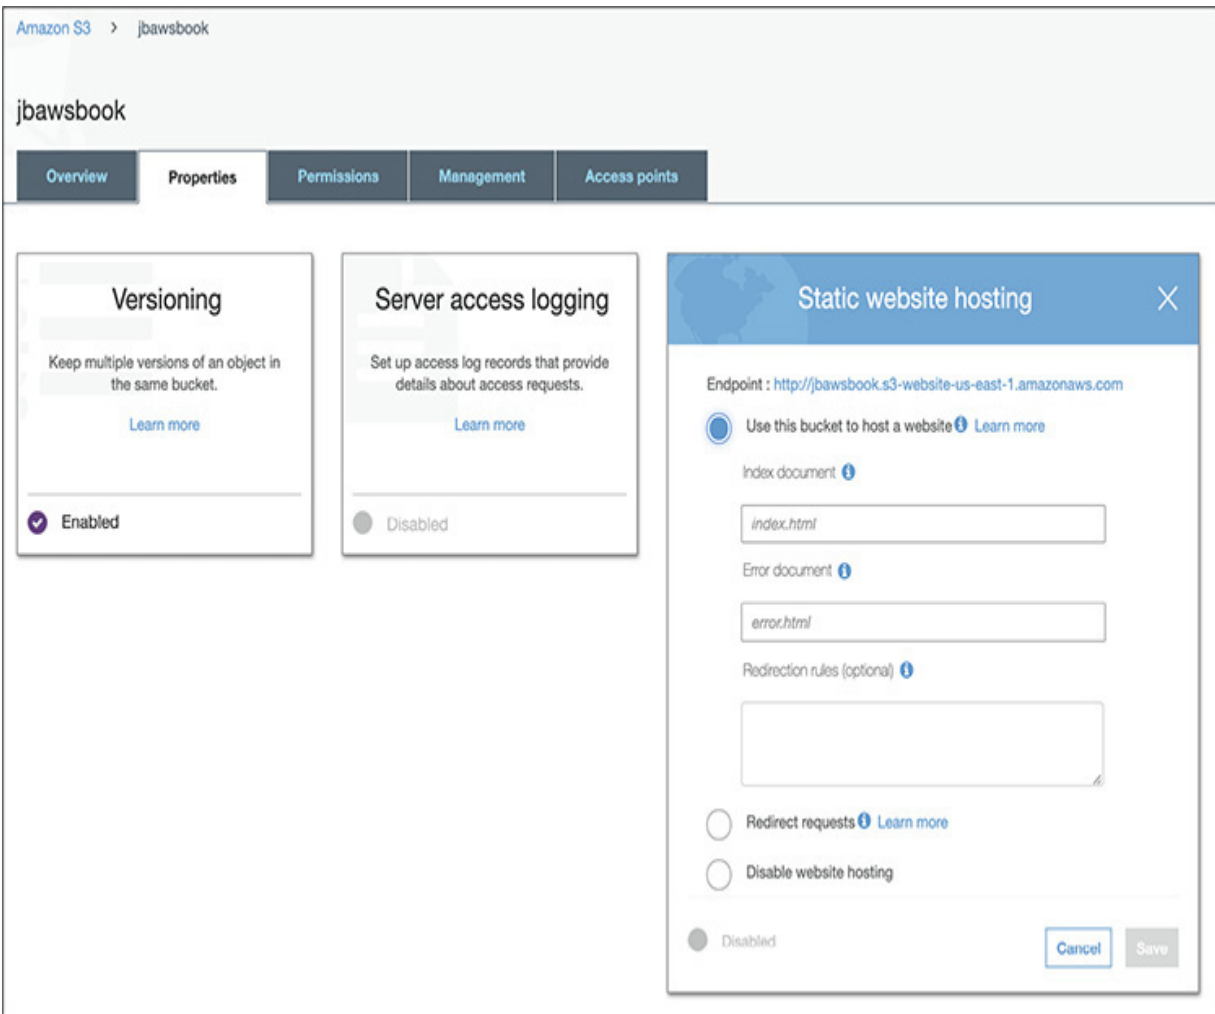 Amazon S3 > jbawsbook
jbawsbook
Overview Properties Permissions Management Access points
Versioning
Keep multiple versions of an object in
the same bucket.
Learn more
Enabled
Server access logging
Set up access log records that provide
details about access requests.
Learn more
Disabled
Static website hosting
Endpoint : http://jbawsbook.s3-website-us-east-1.amazonaws.com
Use this bucket to host a website Learn more
Index document
index.html
Error document
error.html
Redirection rules (optional)
Redirect requests Learn more
Disable website hosting
Disabled
Cancel Save